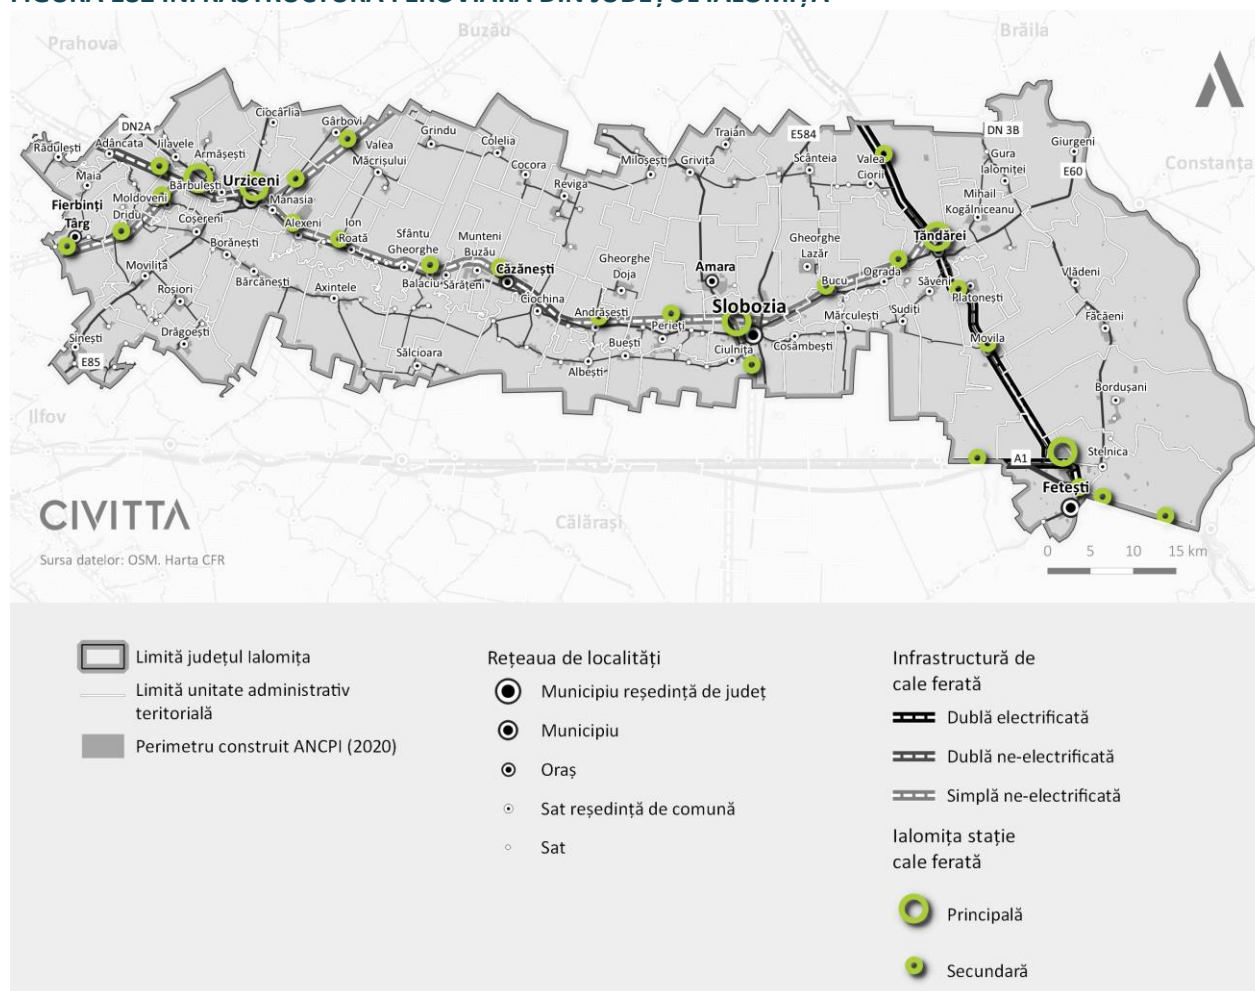 Prahova
Buzău
Brăila
Ciocârlia
Gârbovi
DN2A
Adâncata
Jilavele
Rădulești
Armășești
Maia
Bărbulești
Urziceni
Valea
Măcrișului
Grindu
Colelia
Cocora
Reviga
Miloșești
Grivița
Traian
E584
Scânteia
Valea
Ciorii
DN 3B
Gura
Ialomiței
Giurgeni
E60
Constanța
Mihail
Kogălniceanu
Fierbinți
Târg
Moldoveni
Dridu
Coșereni
Manasia
Alexeni
Ion
Roată
Borănești
Bărcănești
Axintele
Movilița
Roșiori
Drăgoești
Sinești
E85
Sfântu
Gheorghe
Balaciu
Munteni
Buzău
Sărățeni
Căzănești
Ciochina
Gheorghe
Doja
Andrășești
Perieți
Buești
Albești
Sălcioara
Amara
Slobozia
Ciulnița
Cosâmbești
Gheorghe
Lazăr
Bucu
Mărculești
Ograda
Sudiți
Săveni
Țăndărei
Platonești
Movila
Vlădeni
Făcăeni
Bordușani
Stelnica
A1
Fetești
Ilfov
Călărași
CIVITTA
Sursa datelor: OSM. Harta CFR
0 5 10 15 km
Limită județul Ialomița
Limită unitate administrativ
teritorială
Perimetru construit ANCPI (2020)
Rețeaua de localități
Municipiu reședință de județ
Municipiu
Oraș
Sat reședință de comună
Sat
Infrastructură de
cale ferată
Dublă electrificată
Dublă ne-electrificată
Simplă ne-electrificată
Ialomița stație
cale ferată
Principală
Secundară